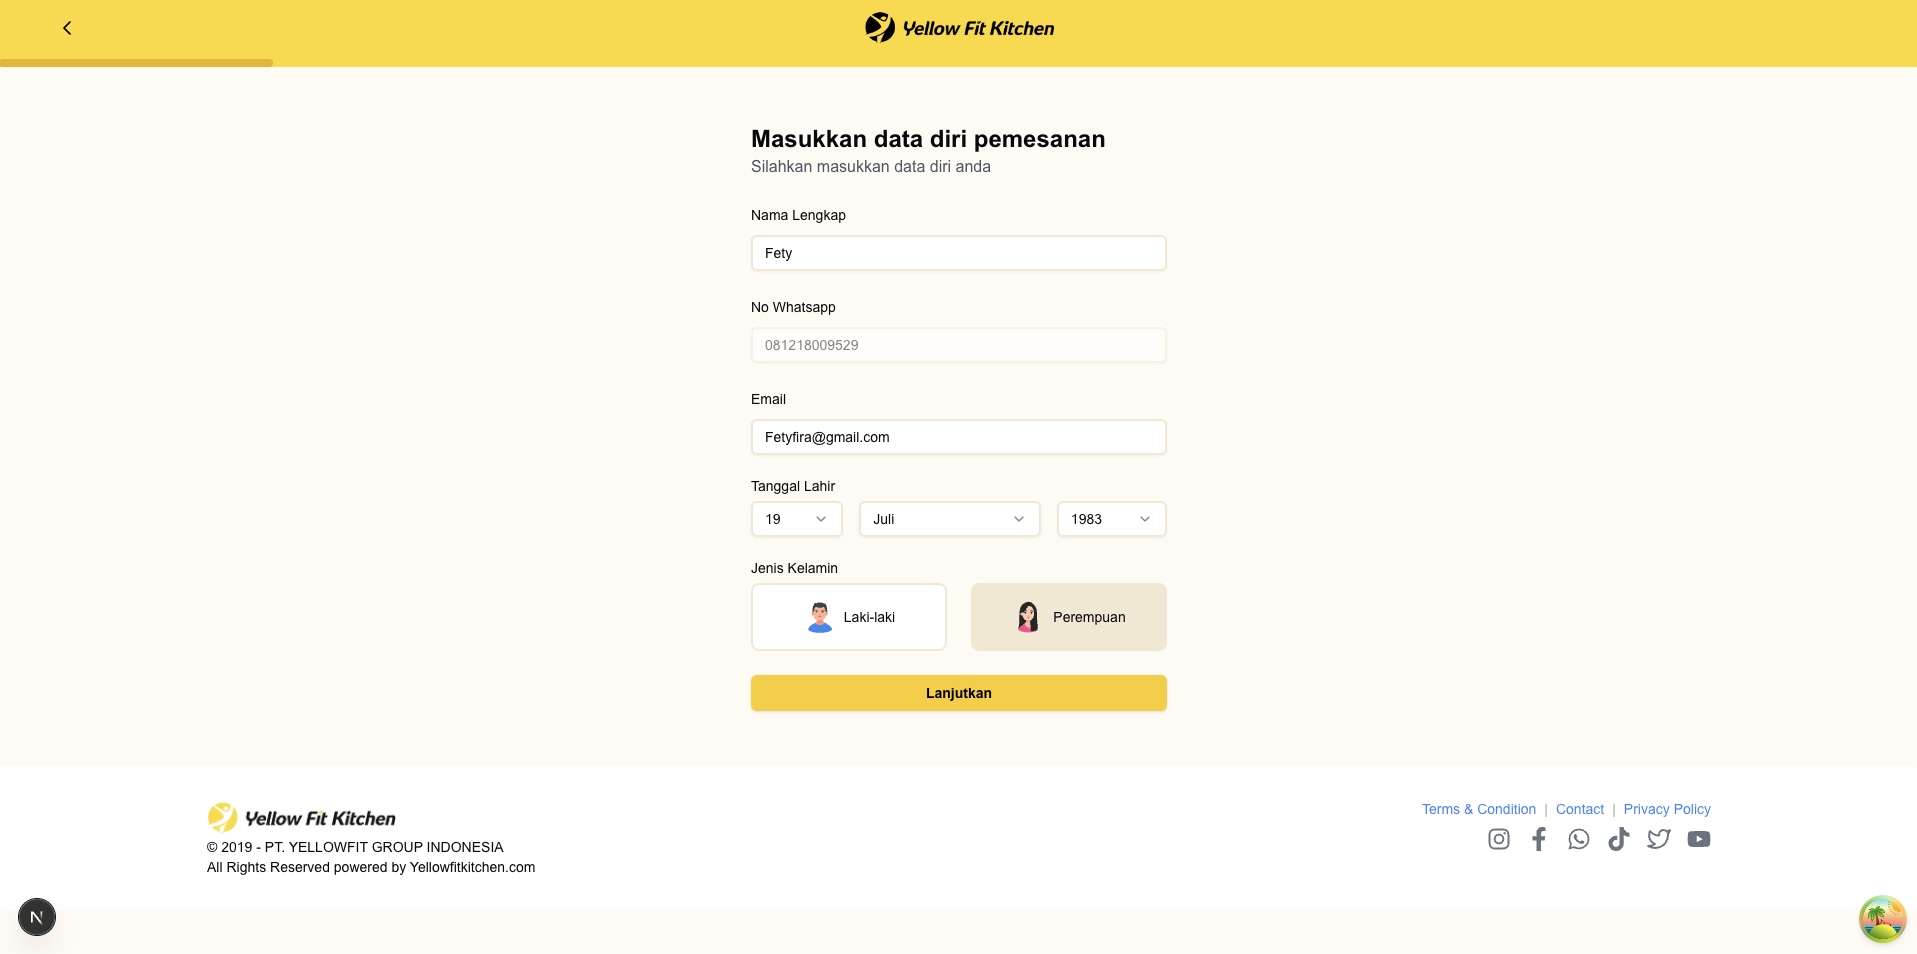 Yellow Fit Kitchen
Masukkan data diri pemesanan
Silahkan masukkan data diri anda
Nama Lengkap
Fety
No Whatsapp
081218009529
Email
Fetyfira@gmail.com
Tanggal Lahir
19 Juli 1983
Jenis Kelamin
Laki-laki Perempuan
Lanjutkan
Yellow Fit Kitchen
© 2019 - PT. YELLOWFIT GROUP INDONESIA
All Rights Reserved powered by Yellowfitkitchen.com
Terms & Condition | Contact | Privacy Policy
N